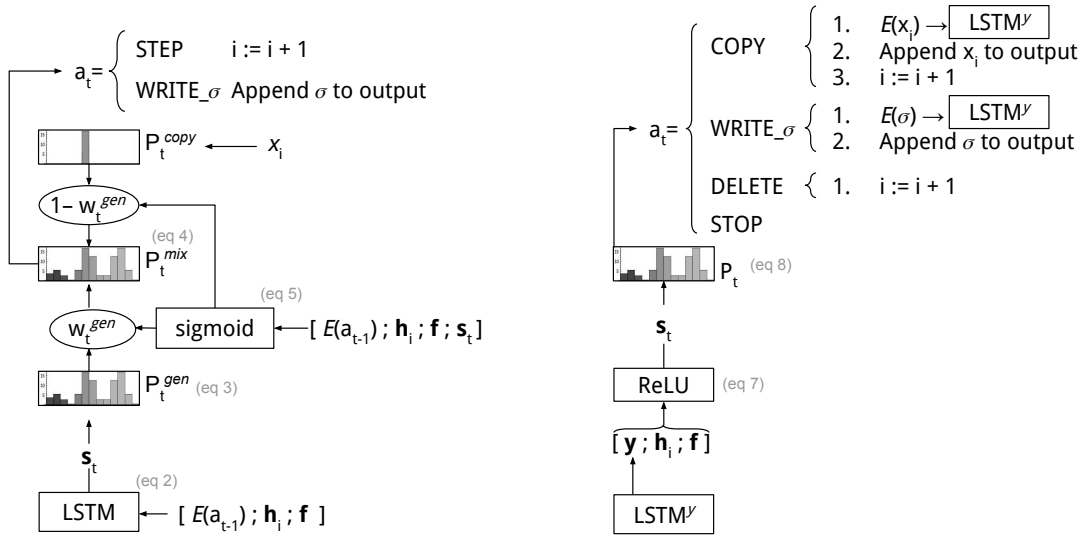 STEP i := i + 1
a_t=
WRITE_σ Append σ to output
P_t^copy
x_i
1– w_t^gen
(eq 4)
P_t^mix
(eq 5)
w_t^gen
sigmoid
[ E(a_t-1) ; h_i ; f ; s_t ]
P_t^gen (eq 3)
s_t
(eq 2)
LSTM
[ E(a_t-1) ; h_i ; f ]
a_t=
COPY
1. E(x_i) → LSTM^y
2. Append x_i to output
3. i := i + 1
WRITE_σ
1. E(σ) → LSTM^y
2. Append σ to output
DELETE { 1. i := i + 1
STOP
P_t (eq 8)
s_t
ReLU (eq 7)
[ y ; h_i ; f ]
LSTM^y